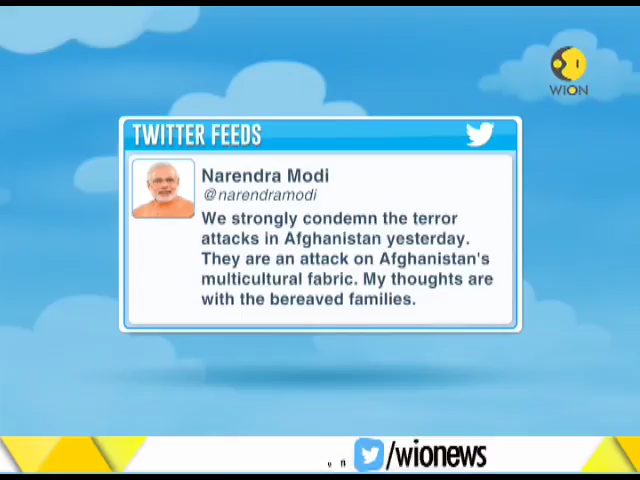 WION
TWITTER FEEDS
Narendra Modi
@narendramodi
We strongly condemn the terror
attacks in Afghanistan yesterday.
They are an attack on Afghanistan's
multicultural fabric. My thoughts are
with the bereaved families.
/wionews